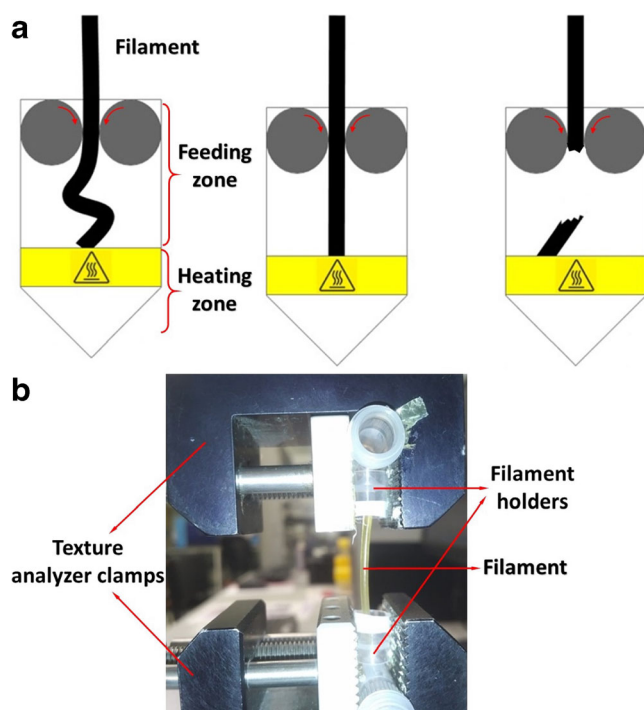 a
Filament
Feeding
zone
Heating
zone
b
Texture
analyzer clamps
Filament
holders
Filament